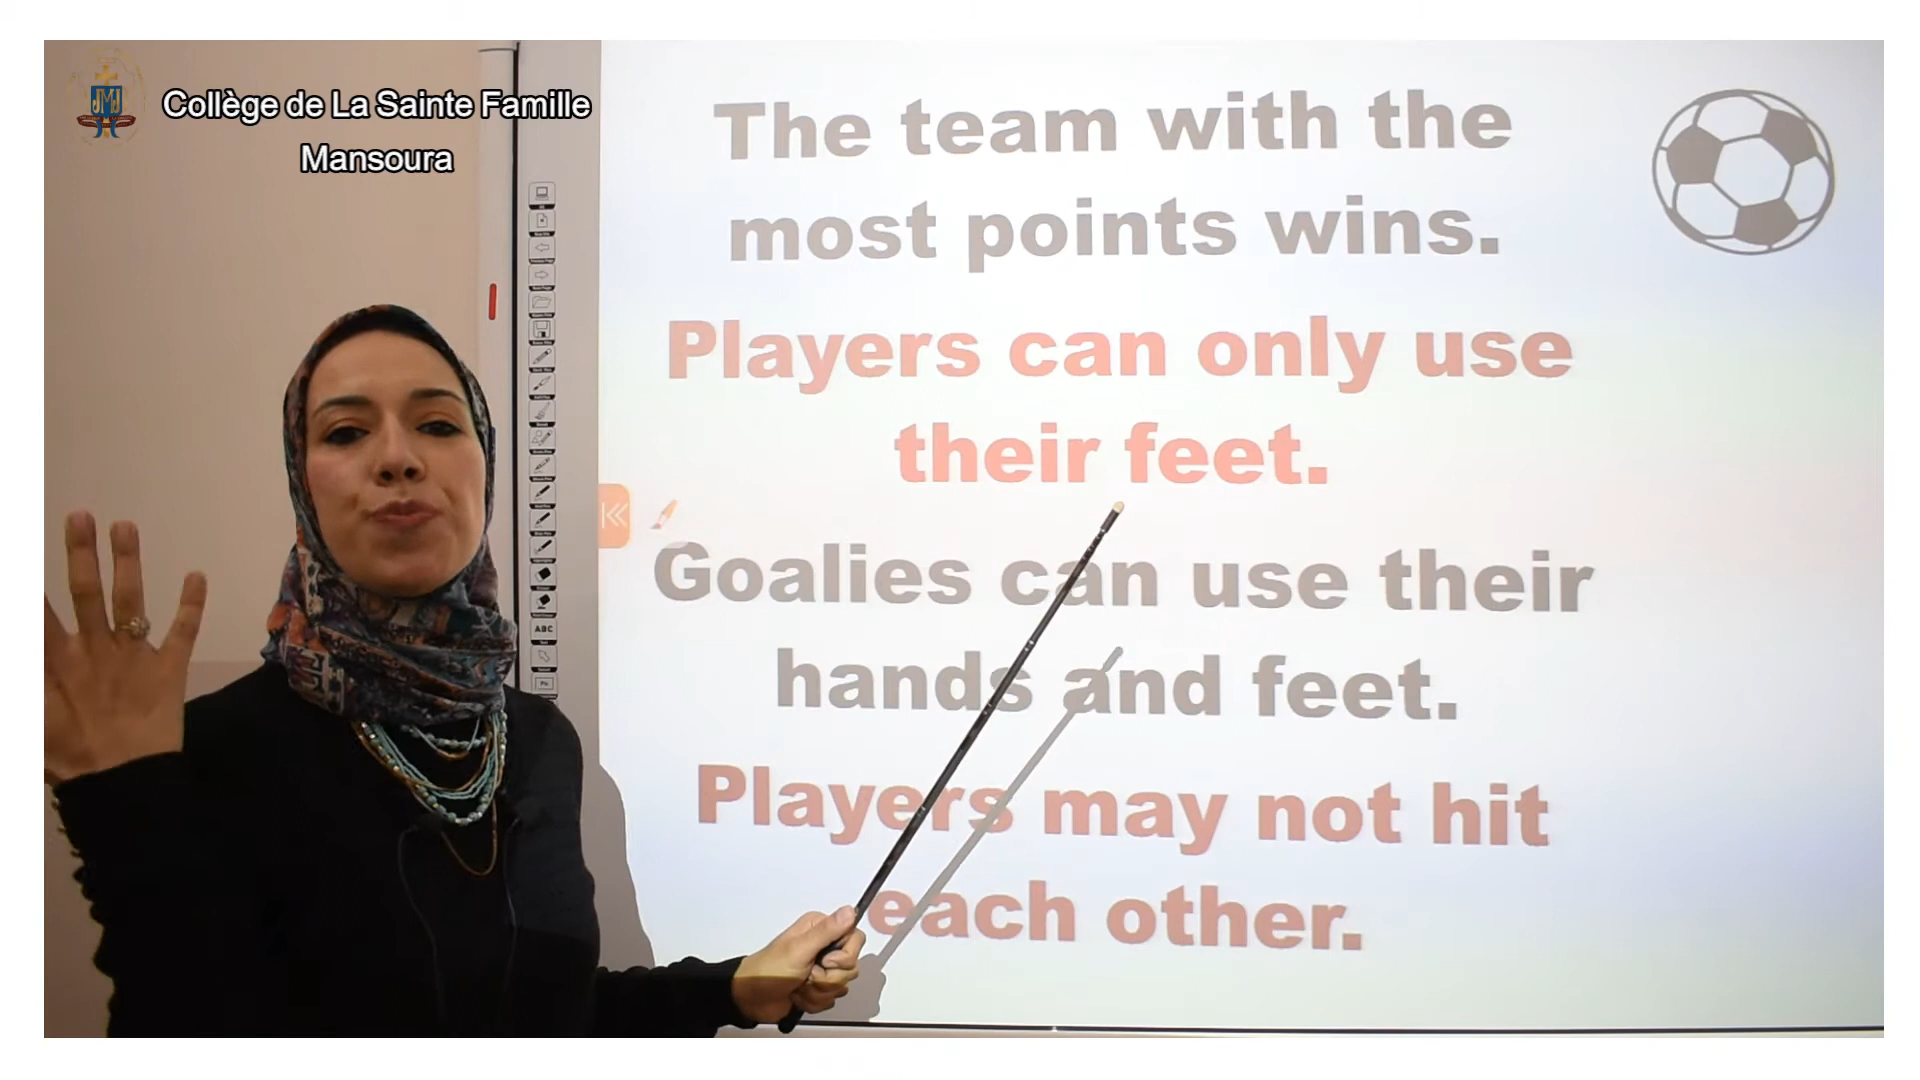 Collège de La Sainte Famille
Mansoura
The team with the
most points wins.
Players can only use
their feet.
Goalies can use their
hands and feet.
Players may not hit
each other.
ABC